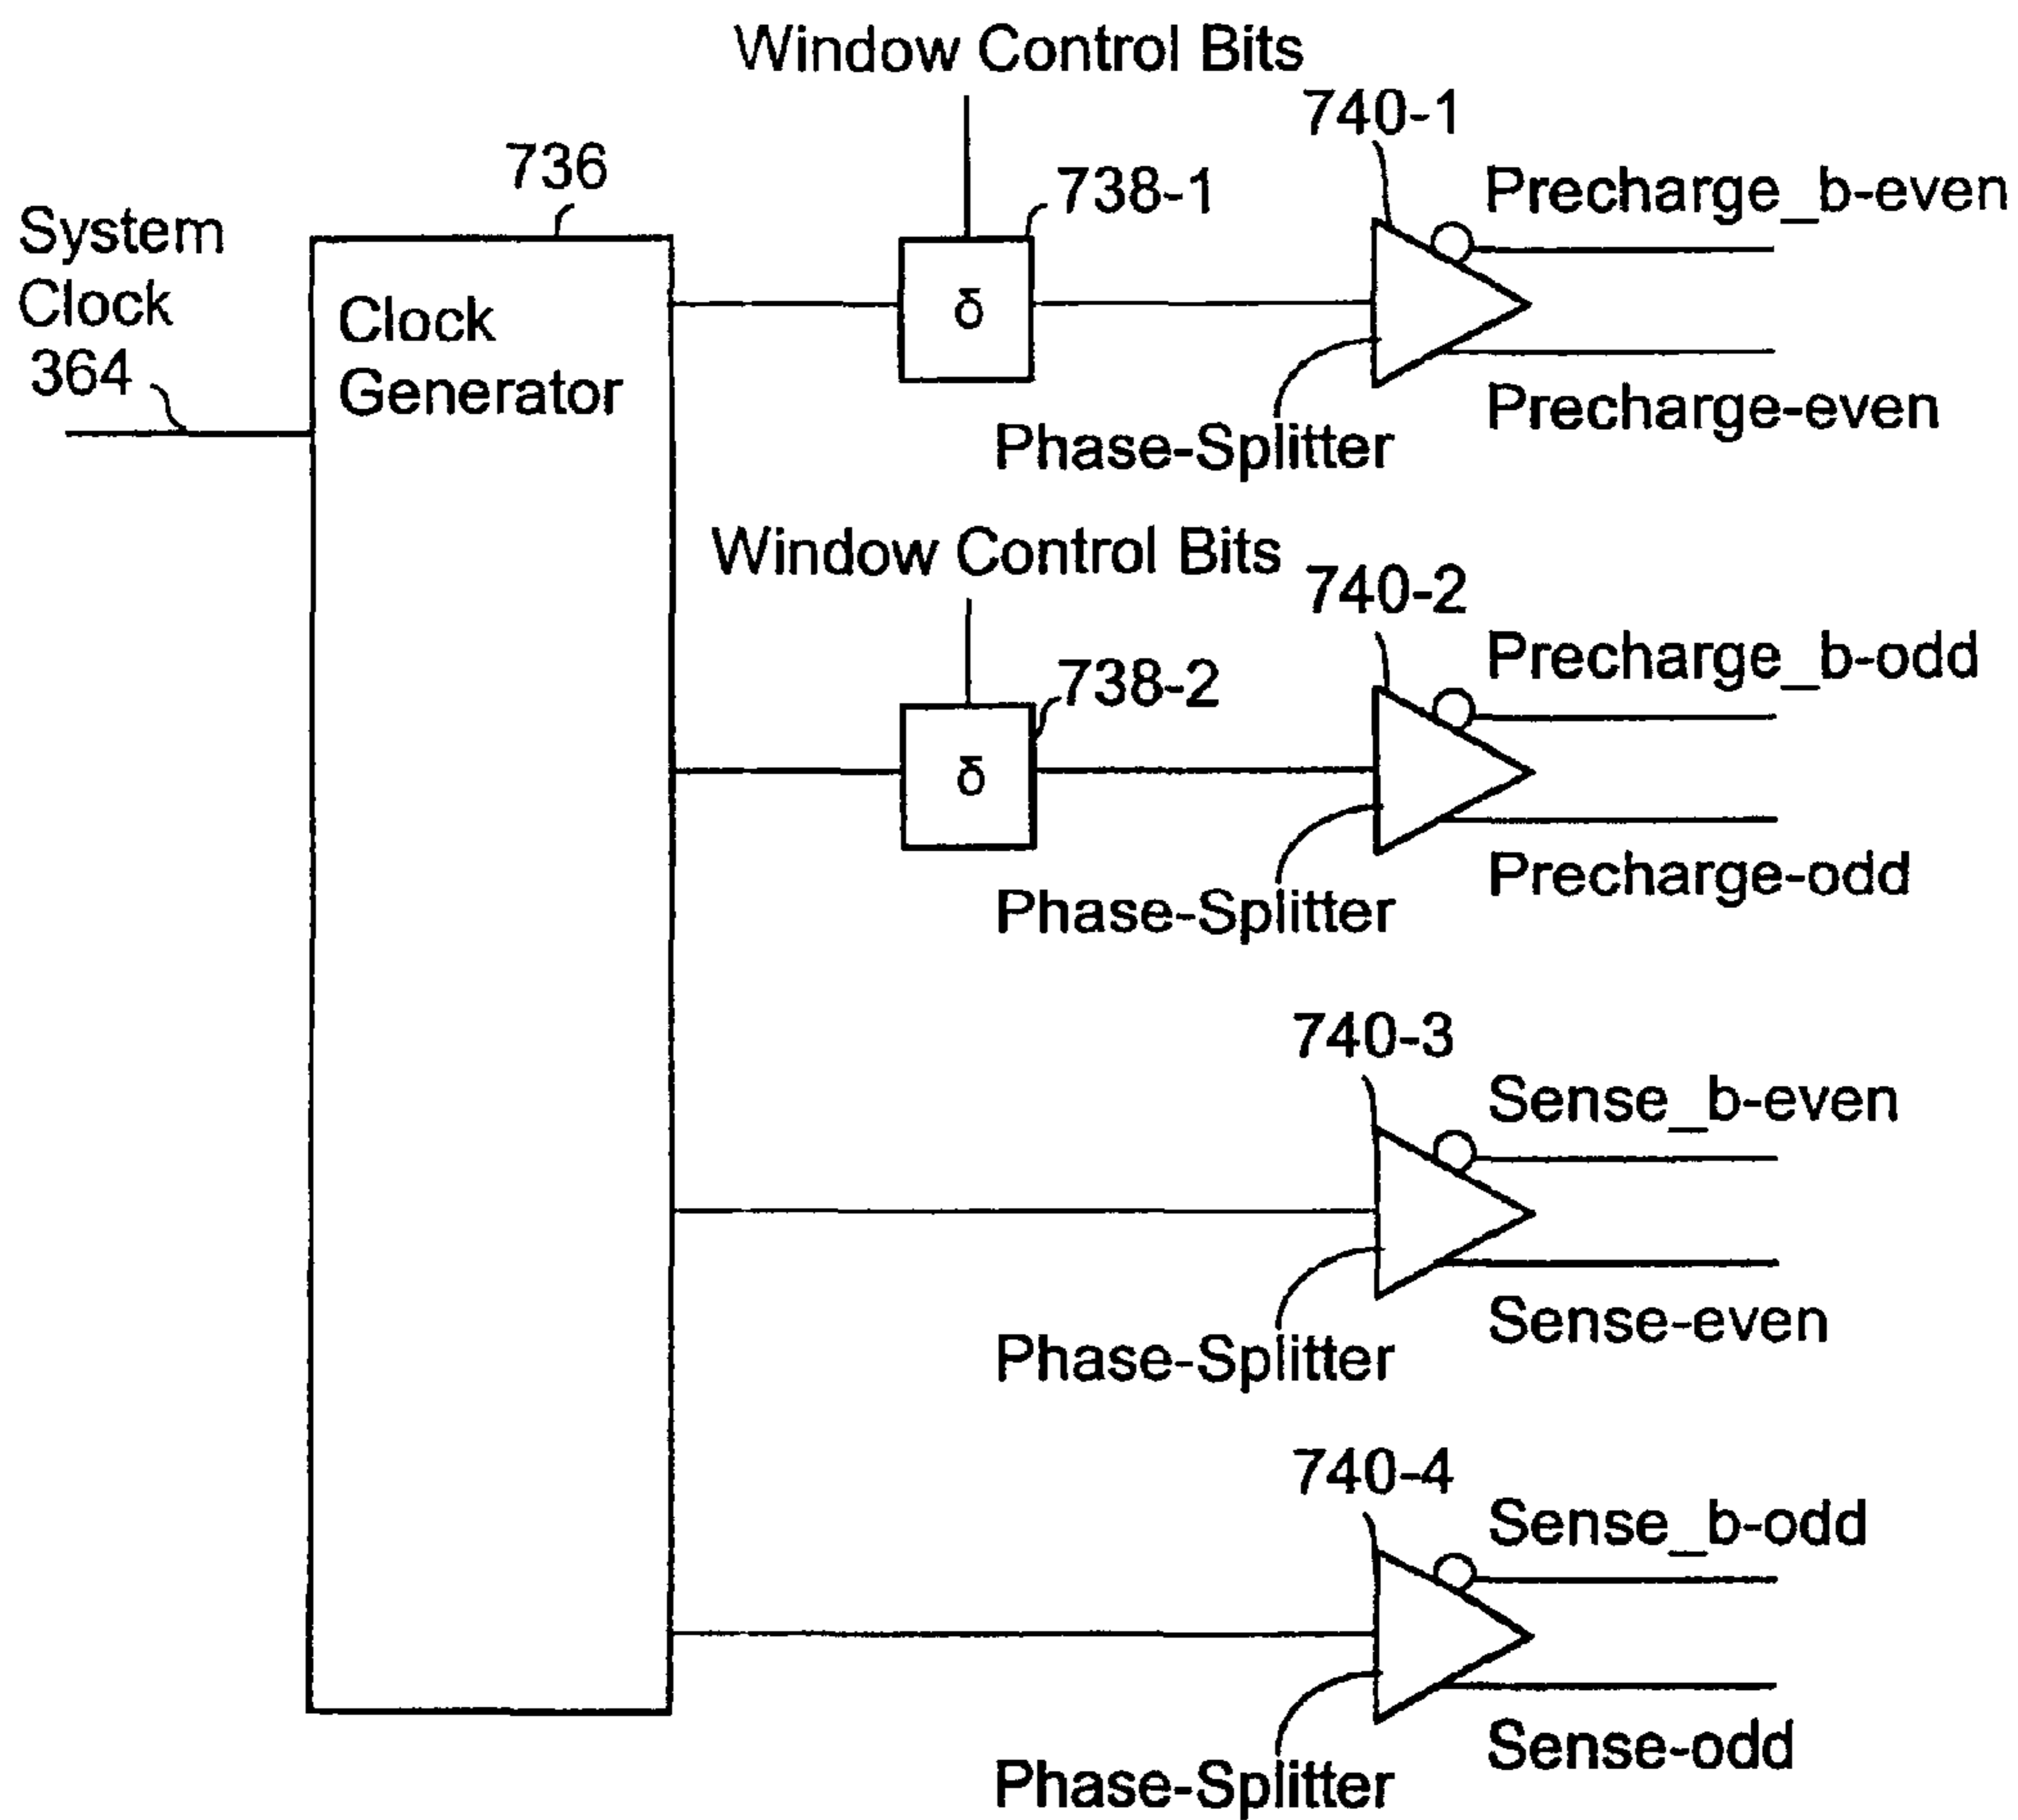 Window Control Bits
740-1
736
738-1
Precharge_b-even
System
Clock
364
Clock
Generator
δ
Precharge-even
Phase-Splitter
Window Control Bits
740-2
738-2
Precharge_b-odd
δ
Precharge-odd
Phase-Splitter
740-3
Sense_b-even
Sense-even
Phase-Splitter
740-4
Sense_b-odd
Sense-odd
Phase-Splitter